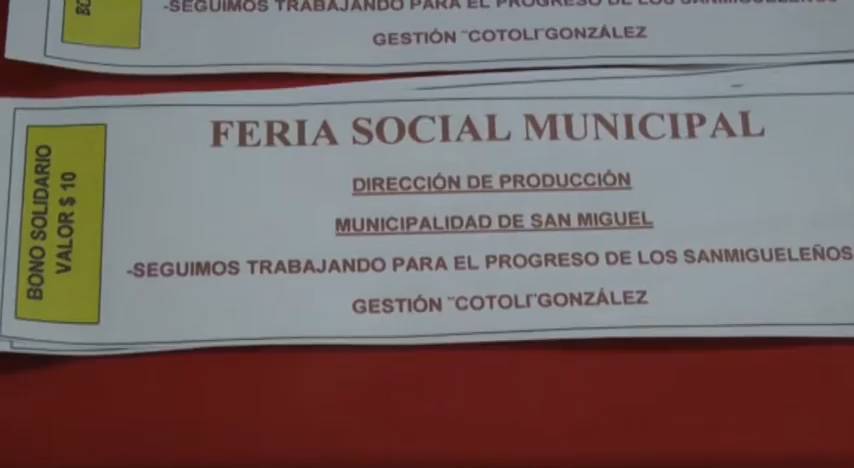 -SEGUIMOS TRABAJANDO PARA EL PROGRESO DE LOS SANMIGUELEÑOS
GESTIÓN ¨COTOLI¨GONZÁLEZ
BONO SOLIDARIO
VALOR $ 10
FERIA SOCIAL MUNICIPAL
DIRECCIÓN DE PRODUCCIÓN
MUNICIPALIDAD DE SAN MIGUEL
-SEGUIMOS TRABAJANDO PARA EL PROGRESO DE LOS SANMIGUELEÑOS
GESTIÓN ¨COTOLI¨GONZÁLEZ